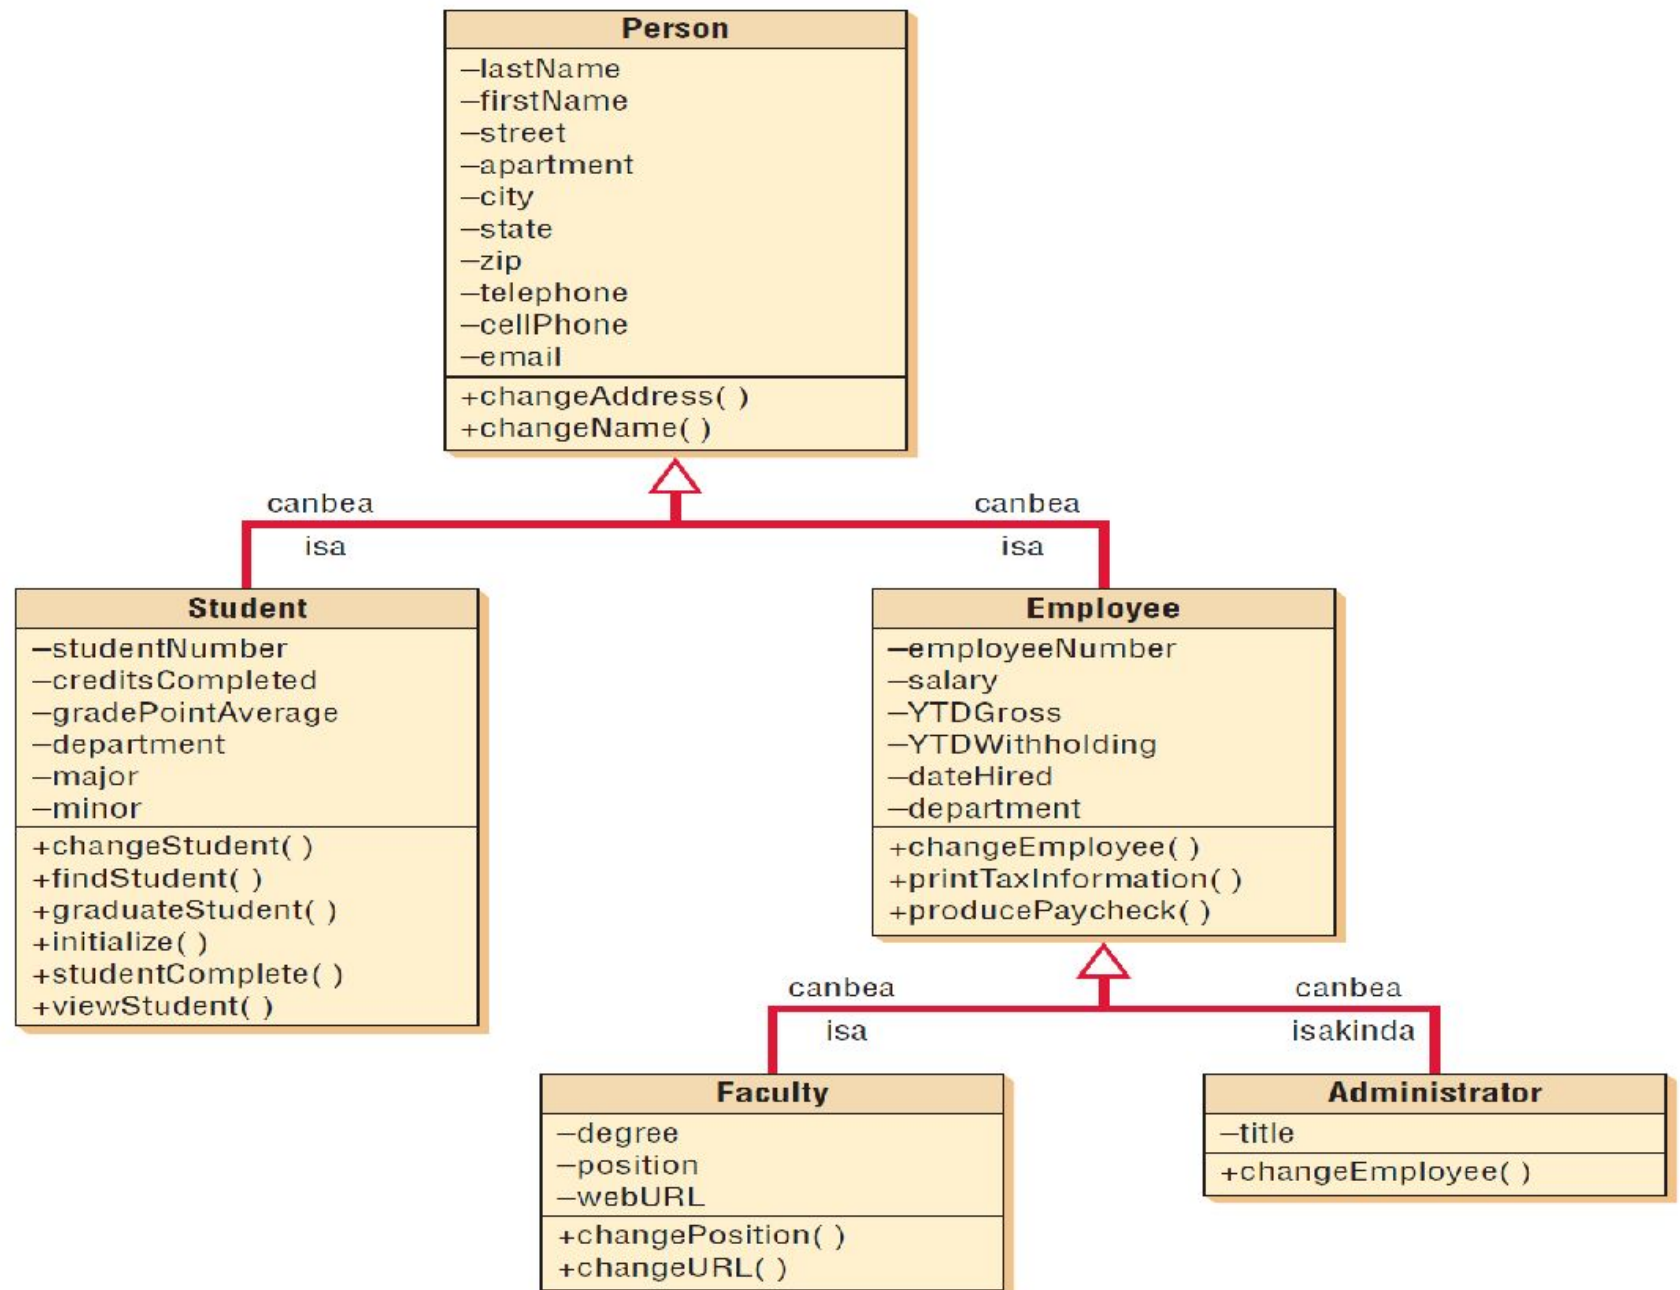 Person
–lastName
–firstName
–street
–apartment
–city
–state
–zip
–telephone
–cellPhone
–email
+changeAddress( )
+changeName( )
canbea
isa
canbea
isa
Student
–studentNumber
–creditsCompleted
–gradePointAverage
–department
–major
–minor
+changeStudent( )
+findStudent( )
+graduateStudent( )
+initialize( )
+studentComplete( )
+viewStudent( )
Employee
–employeeNumber
–salary
–YTDGross
–YTDWithholding
–dateHired
–department
+changeEmployee( )
+printTaxInformation( )
+producePaycheck( )
canbea
isa
canbea
isakinda
Faculty
–degree
–position
–webURL
+changePosition( )
+changeURL( )
Administrator
–title
+changeEmployee( )